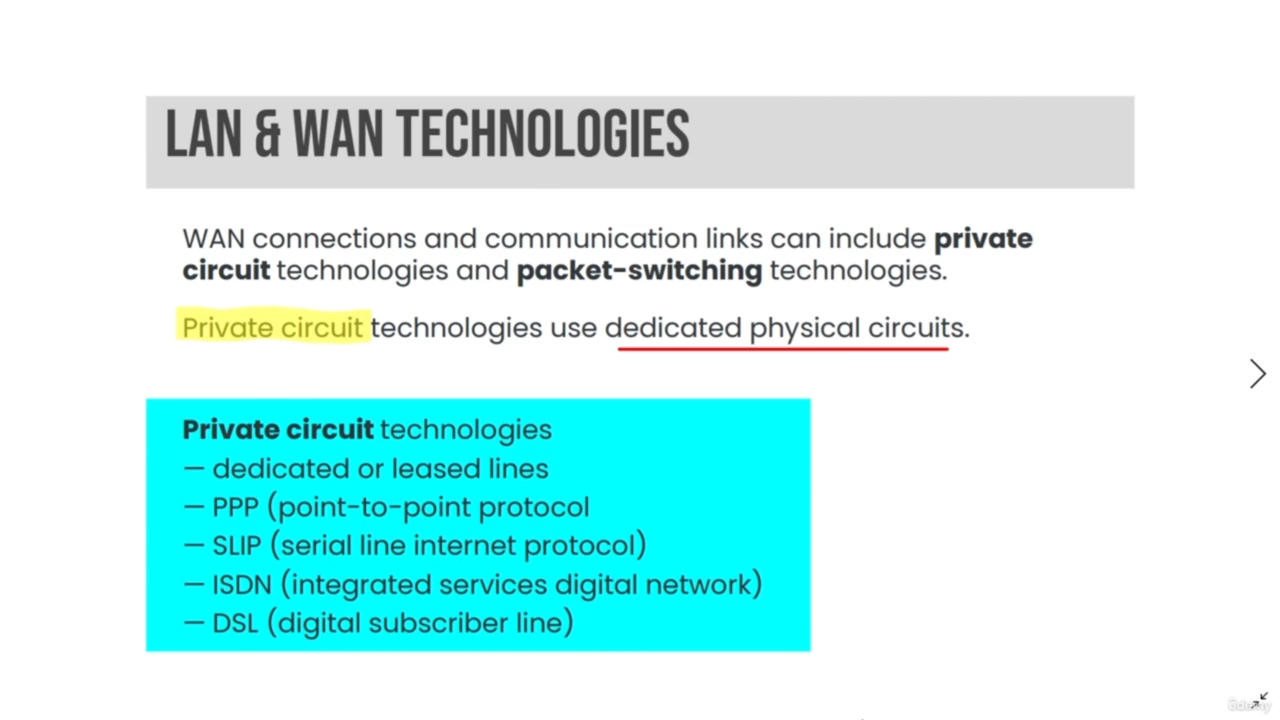 LAN & WAN TECHNOLOGIES
WAN connections and communication links can include private
circuit technologies and packet-switching technologies.
Private circuit technologies use dedicated physical circuits.
Private circuit technologies
— dedicated or leased lines
— PPP (point-to-point protocol
— SLIP (serial line internet protocol)
— ISDN (integrated services digital network)
— DSL (digital subscriber line)
ûdemy